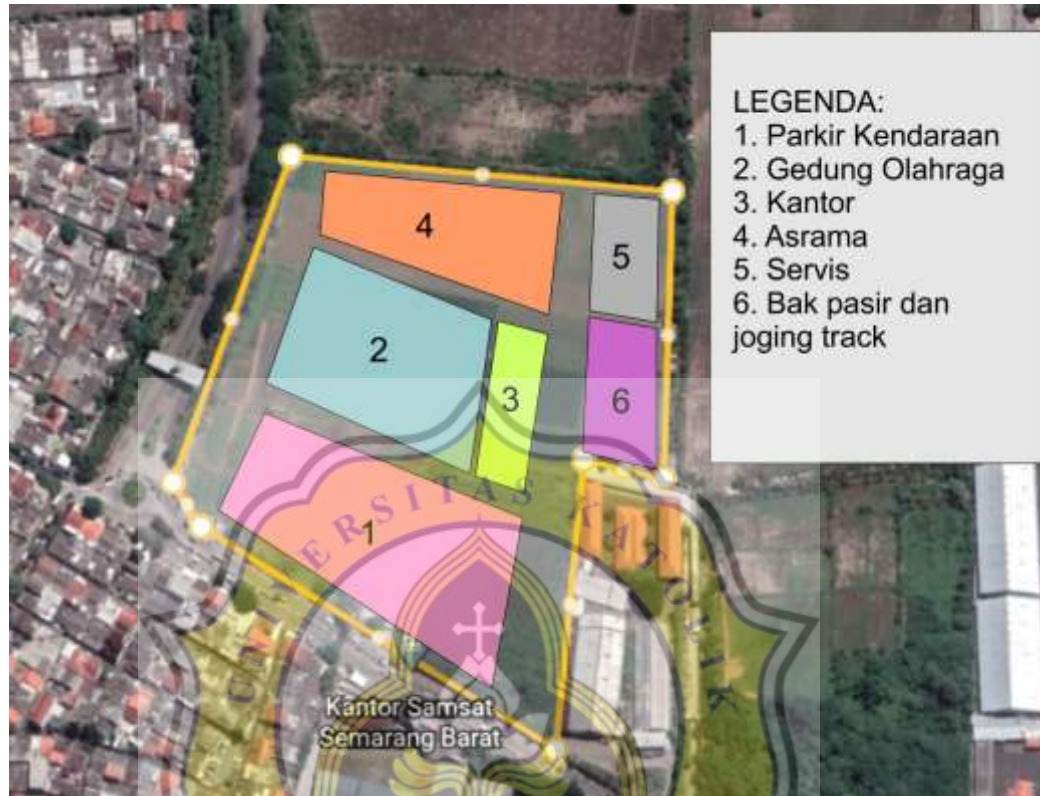 LEGENDA:
1. Parkir Kendaraan
2. Gedung Olahraga
3. Kantor
4. Asrama
5. Servis
6. Bak pasir dan
joging track
4
5
2
3
6
1
Kantor Samsat
Semarang Barat